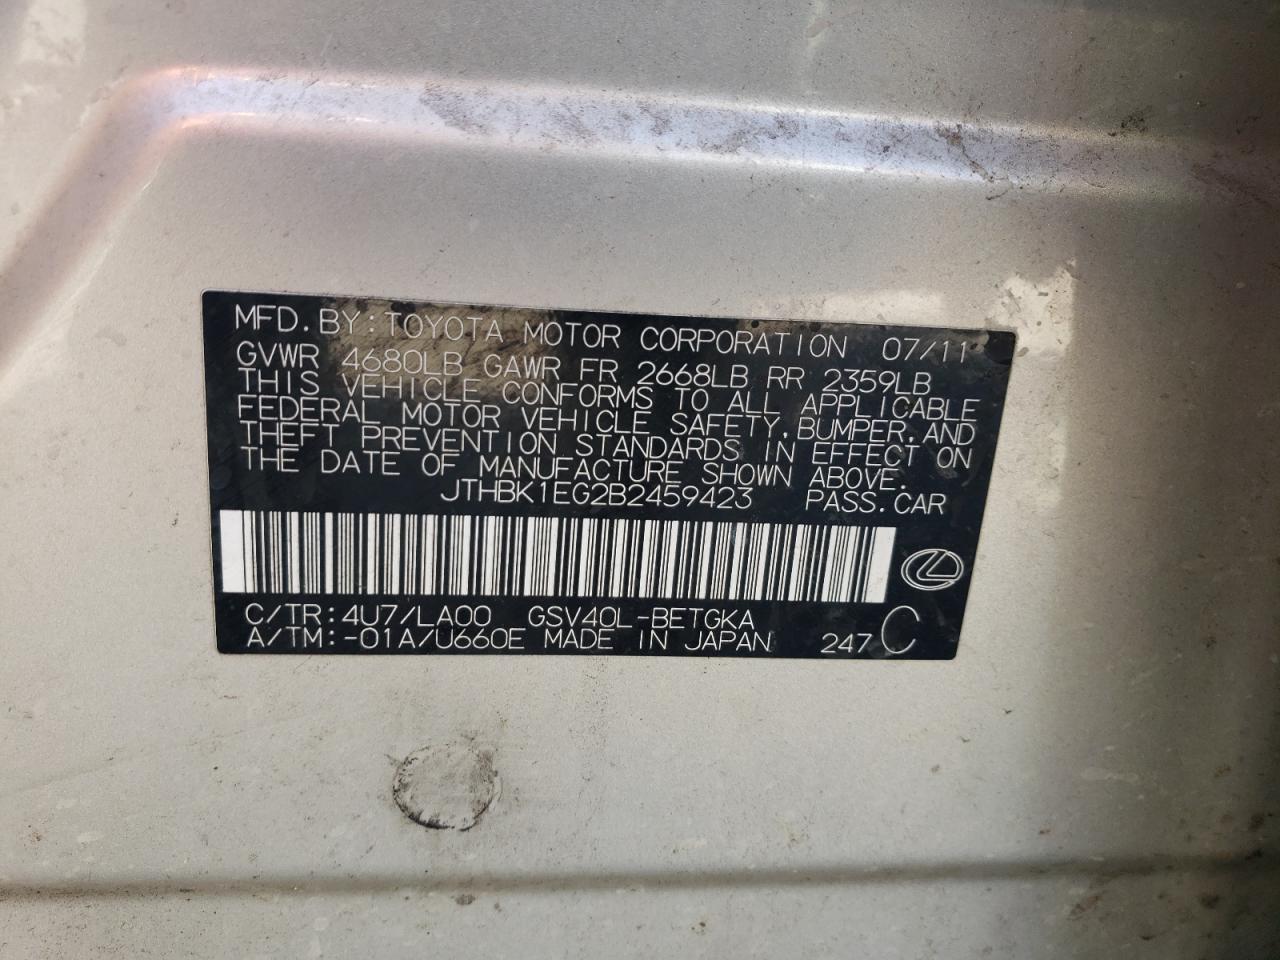 MFD.BY:TOYOTA MOTOR CORPORATION 07/11
GVWR 4680LB GAWR FR 2668LB RR 2359LB
THIS VEHICLE CONFORMS TO ALL APPLICABLE
FEDERAL MOTOR VEHICLE SAFETY,BUMPER,AND
THEFT PREVENTION STANDARDS IN EFFECT ON
THE DATE OF MANUFACTURE SHOWN ABOVE.
JTHBK1EG2B2459423 PASS.CAR
C/TR:4U7/LA00 GSV40L-BETGKA
A/TM:-01A/U660E MADE IN JAPAN 247 C